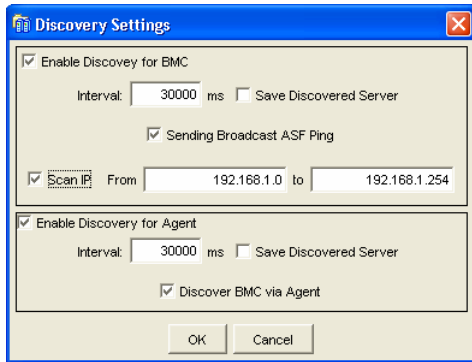 Discovery Settings
Enable Discovey for BMC
Interval: 30000 ms Save Discovered Server
Sending Broadcast ASF Ping
Scan IP From 192.168.1.0 to 192.168.1.254
Enable Discovery for Agent
Interval: 30000 ms Save Discovered Server
Discover BMC via Agent
OK Cancel